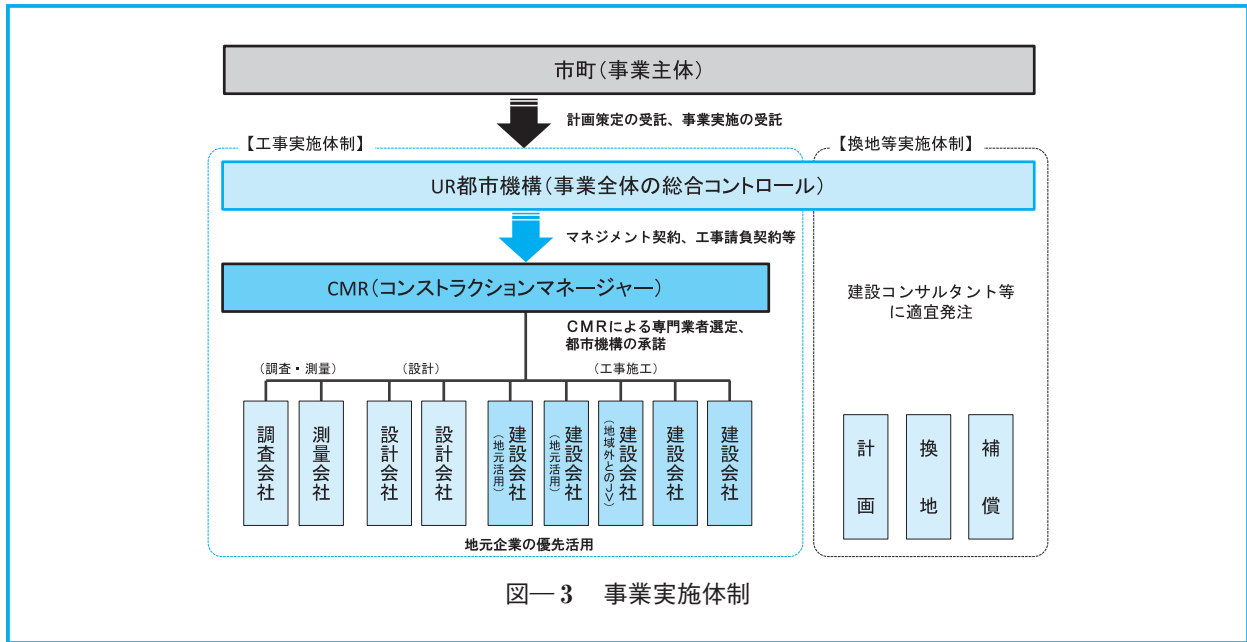 市町(事業主体)
計画策定の受託、事業実施の受託
【工事実施体制】
【換地等実施体制】
UR都市機構(事業全体の総合コントロール)
マネジメント契約、工事請負契約等
CMR(コンストラクションマネージャー)
建設コンサルタント等
に適宜発注
CMRによる専門業者選定、
都市機構の承諾
(調査・測量)
(設計)
(工事施工)
調査会社
測量会社
設計会社
設計会社
建設会社
(地元活用)
建設会社
(地元活用)
建設会社
(地域外とのJV)
建設会社
建設会社
計画
換地
補償
地元企業の優先活用
図―3 事業実施体制